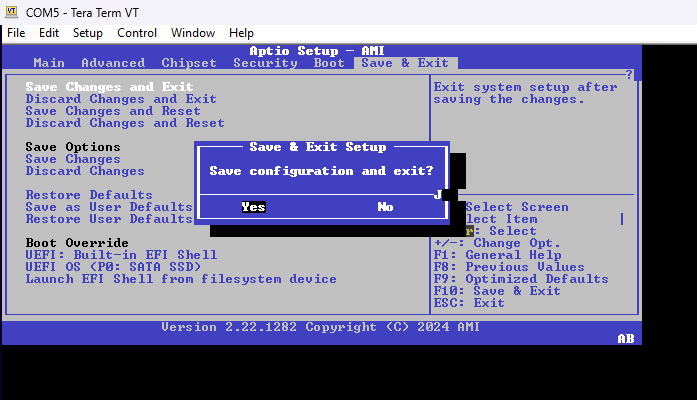 COM5 - Tera Term VT
File Edit Setup Control Window Help
Aptio Setup - AMI
Main Advanced Chipset Security Boot Save & Exit
Save Changes and Exit
Discard Changes and Exit
Save Changes and Reset
Discard Changes and Reset
Save Options
Save Changes
Discard Changes
Restore Defaults
Save as User Defaults
Restore User Defaults
Boot Override
UEFI: Built-in EFI Shell
UEFI OS (P0: SATA SSD)
Launch EFI Shell from filesystem device
Save & Exit Setup
Save configuration and exit?
Yes No
?
Exit system setup after
saving the changes.
Select Screen
lect Item
r: Select
+/-: Change Opt.
F1: General Help
F8: Previous Values
F9: Optimized Defaults
F10: Save & Exit
ESC: Exit
Version 2.22.1282 Copyright (C) 2024 AMI
AB